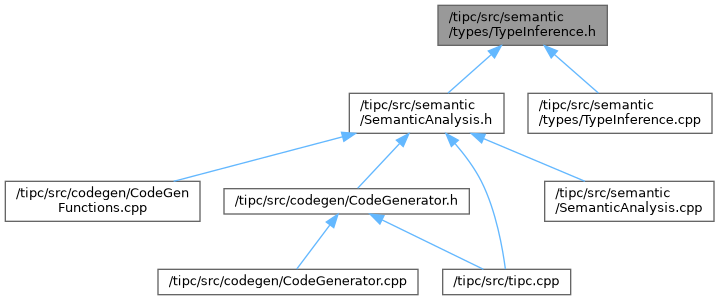 /tipc/src/semantic
/types/TypeInference.h
/tipc/src/semantic
/SemanticAnalysis.h
/tipc/src/semantic
/types/TypeInference.cpp
/tipc/src/codegen/CodeGen
Functions.cpp
/tipc/src/codegen/CodeGenerator.h
/tipc/src/semantic
/SemanticAnalysis.cpp
/tipc/src/codegen/CodeGenerator.cpp
/tipc/src/tipc.cpp